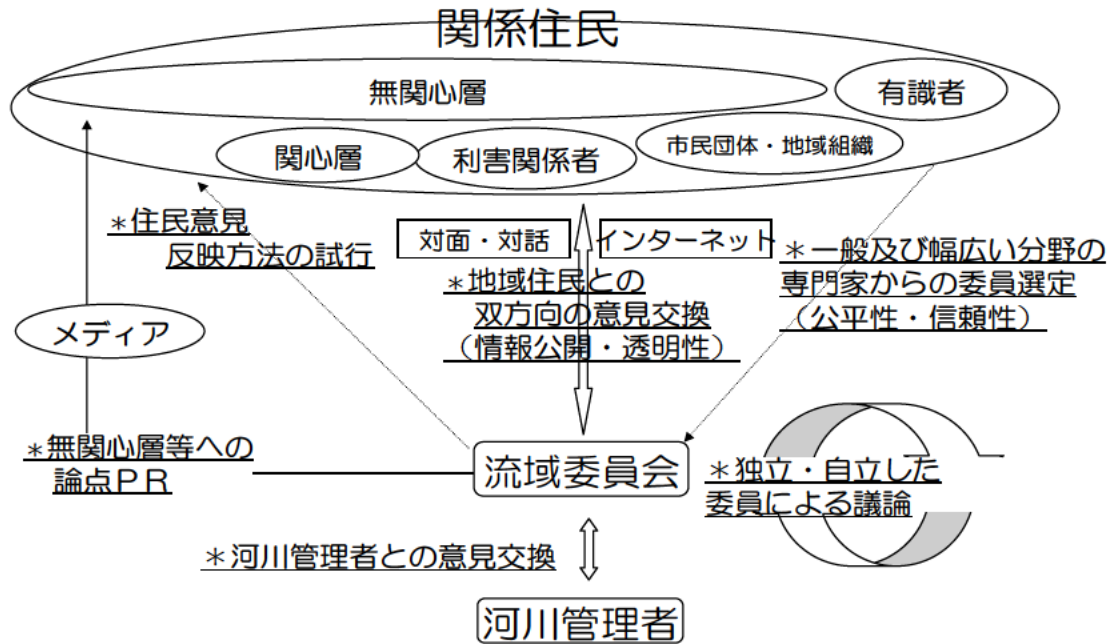 関係住民
無関心層
有識者
関心層
利害関係者
市民団体・地域組織
＊住民意見
反映方法の試行
対面・対話
インターネット
＊地域住民との
双方向の意見交換
（情報公開・透明性）
＊一般及び幅広い分野の
専門家からの委員選定
（公平性・信頼性）
メディア
＊無関心層等への
論点ＰＲ
流域委員会
＊独立・自立した
委員による議論
＊河川管理者との意見交換
河川管理者